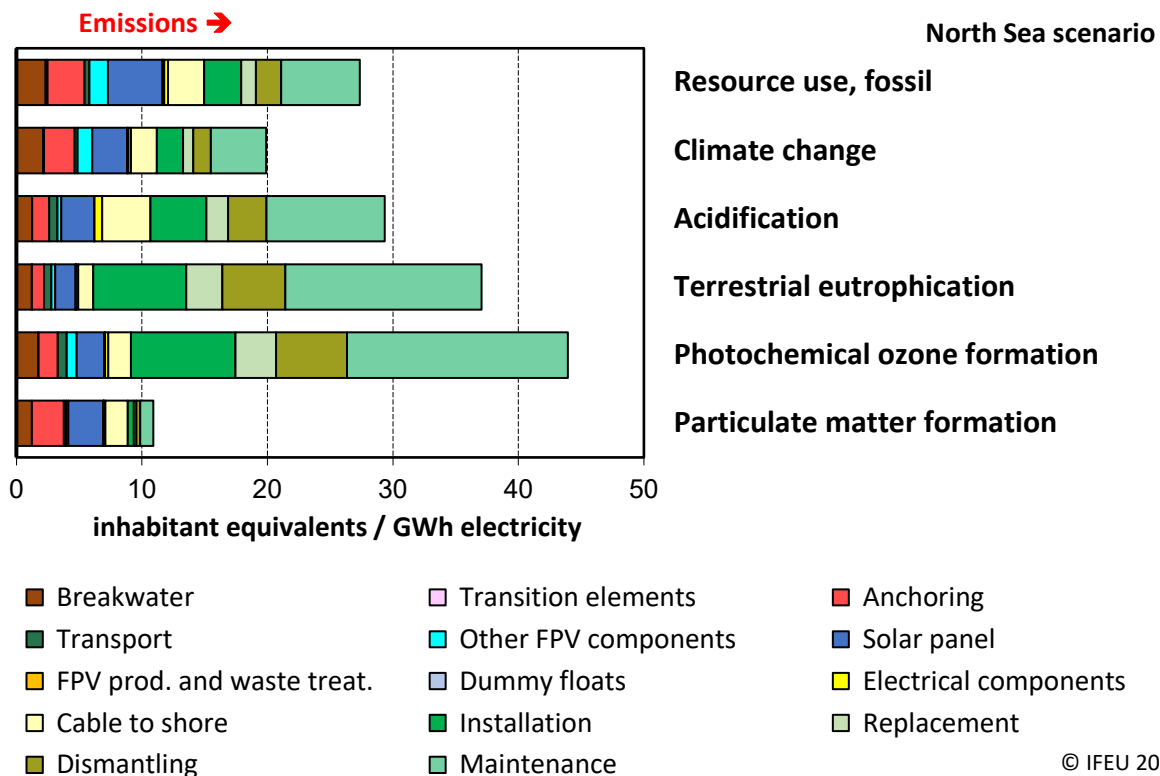 Emissions →
North Sea scenario
Resource use, fossil
Climate change
Acidification
Terrestrial eutrophication
Photochemical ozone formation
Particulate matter formation
0 10 20 30 40 50
inhabitant equivalents / GWh electricity
Breakwater Transition elements Anchoring
Transport Other FPV components Solar panel
FPV prod. and waste treat. Dummy floats Electrical components
Cable to shore Installation Replacement
Dismantling Maintenance
© IFEU 20